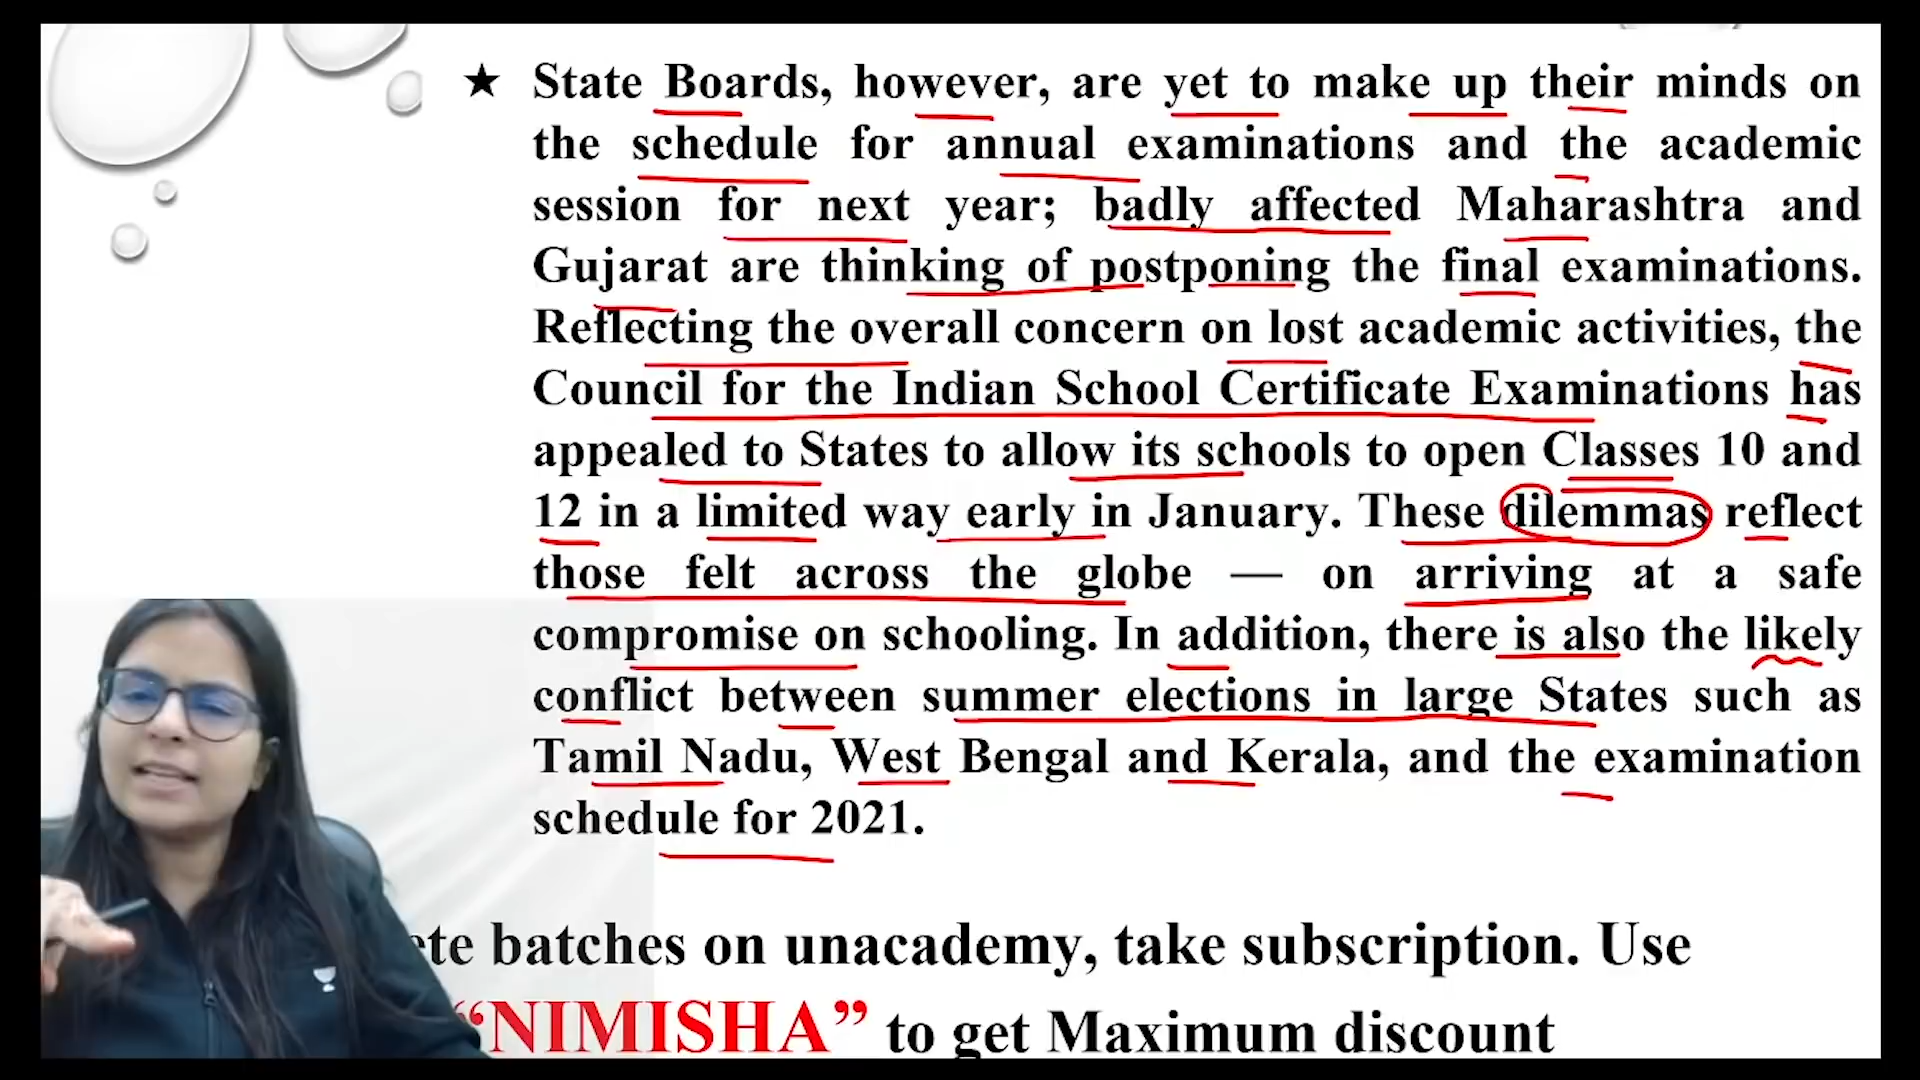 ★ State Boards, however, are yet to make up their minds on
the schedule for annual examinations and the academic
session for next year; badly affected Maharashtra and
Gujarat are thinking of postponing the final examinations.
Reflecting the overall concern on lost academic activities, the
Council for the Indian School Certificate Examinations has
appealed to States to allow its schools to open Classes 10 and
12 in a limited way early in January. These dilemmas reflect
those felt across the globe — on arriving at a safe
compromise on schooling. In addition, there is also the likely
conflict between summer elections in large States such as
Tamil Nadu, West Bengal and Kerala, and the examination
schedule for 2021.
batches on unacademy, take subscription. Use
“NIMISHA” to get Maximum discount